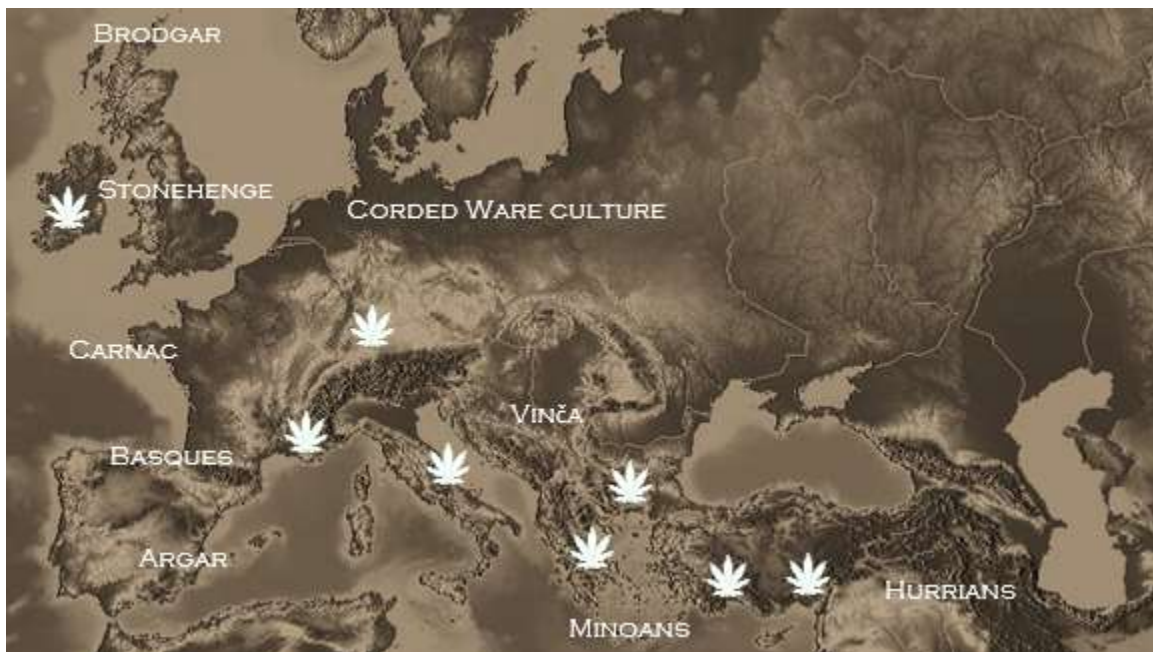 Brodgar
Stonehenge
Corded Ware culture
Carnac
Vinča
Basques
Argar
Hurrians
Minoans